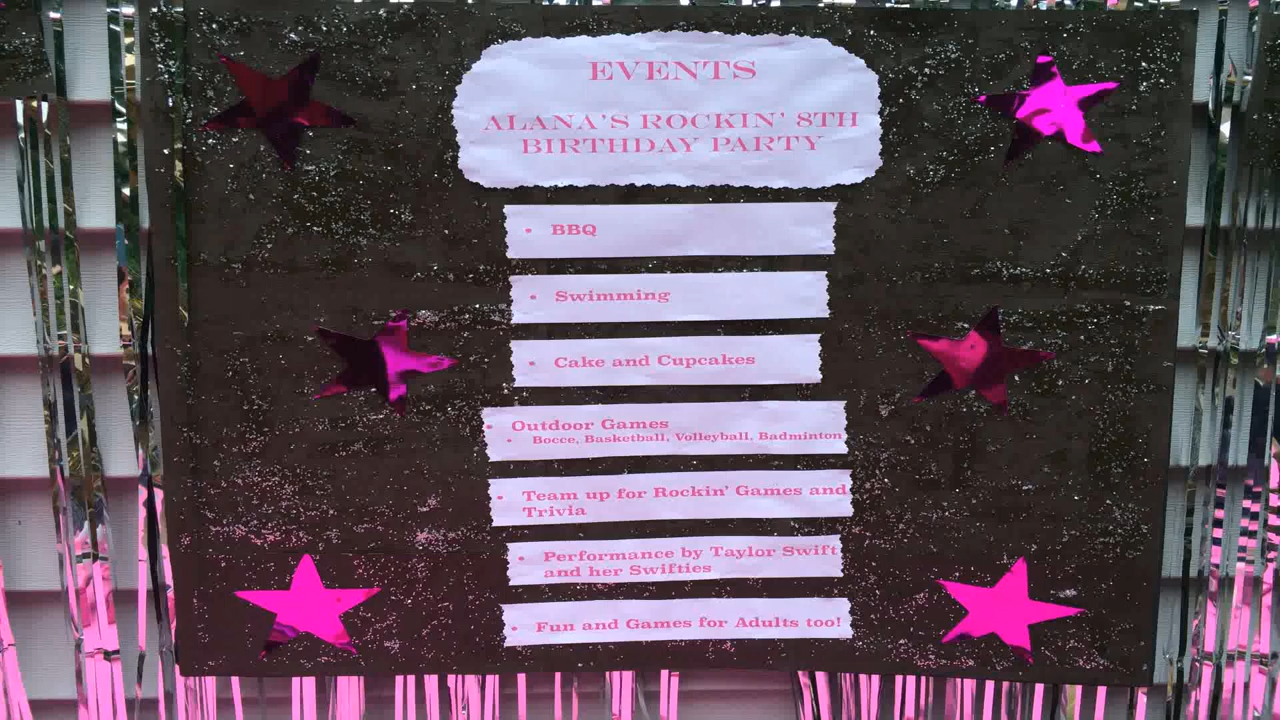 EVENTS
ALANA'S ROCKIN' 8TH
BIRTHDAY PARTY
• BBQ
• Swimming
• Cake and Cupcakes
• Outdoor Games
• Bocce, Basketball, Volleyball, Badminton
• Team up for Rockin' Games and
Trivia
• Performance by Taylor Swift
and her Swifties
• Fun and Games for Adults too!